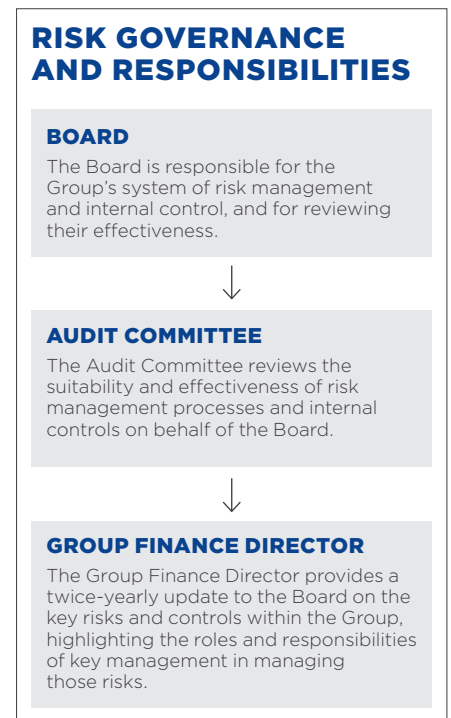 RISK GOVERNANCE
AND RESPONSIBILITIES
BOARD
The Board is responsible for the
Group’s system of risk management
and internal control, and for reviewing
their effectiveness.
AUDIT COMMITTEE
The Audit Committee reviews the
suitability and effectiveness of risk
management processes and internal
controls on behalf of the Board.
GROUP FINANCE DIRECTOR
The Group Finance Director provides a
twice-yearly update to the Board on the
key risks and controls within the Group,
highlighting the roles and responsibilities
of key management in managing
those risks.